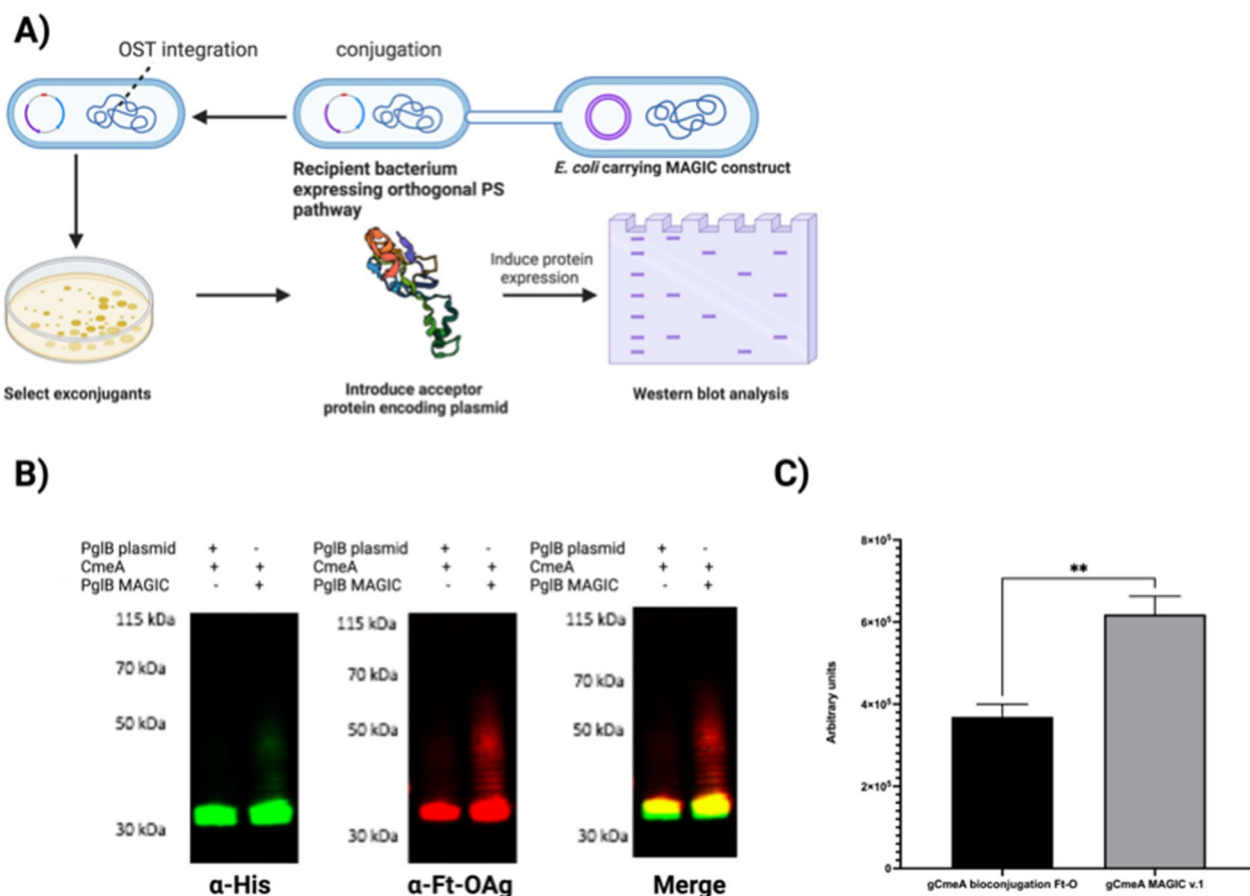 A)
OST integration
conjugation
Recipient bacterium
expressing orthogonal PS
pathway
E. coli carrying MAGIC construct
Induce protein
expression
Select exconjugants
Introduce acceptor
protein encoding plasmid
Western blot analysis
B)
PglB plasmid + -
CmeA + +
PglB MAGIC - +
115 kDa
70 kDa
50 kDa
30 kDa
α-His
PglB plasmid + -
CmeA + +
PglB MAGIC - +
115 kDa
70 kDa
50 kDa
30 kDa
α-Ft-OAg
PglB plasmid + -
CmeA + +
PglB MAGIC - +
115 kDa
70 kDa
50 kDa
30 kDa
Merge
C)
Arbitrary units
8×10⁵
6×10⁵
4×10⁵
2×10⁵
0
**
gCmeA bioconjugation Ft-O
gCmeA MAGIC v.1